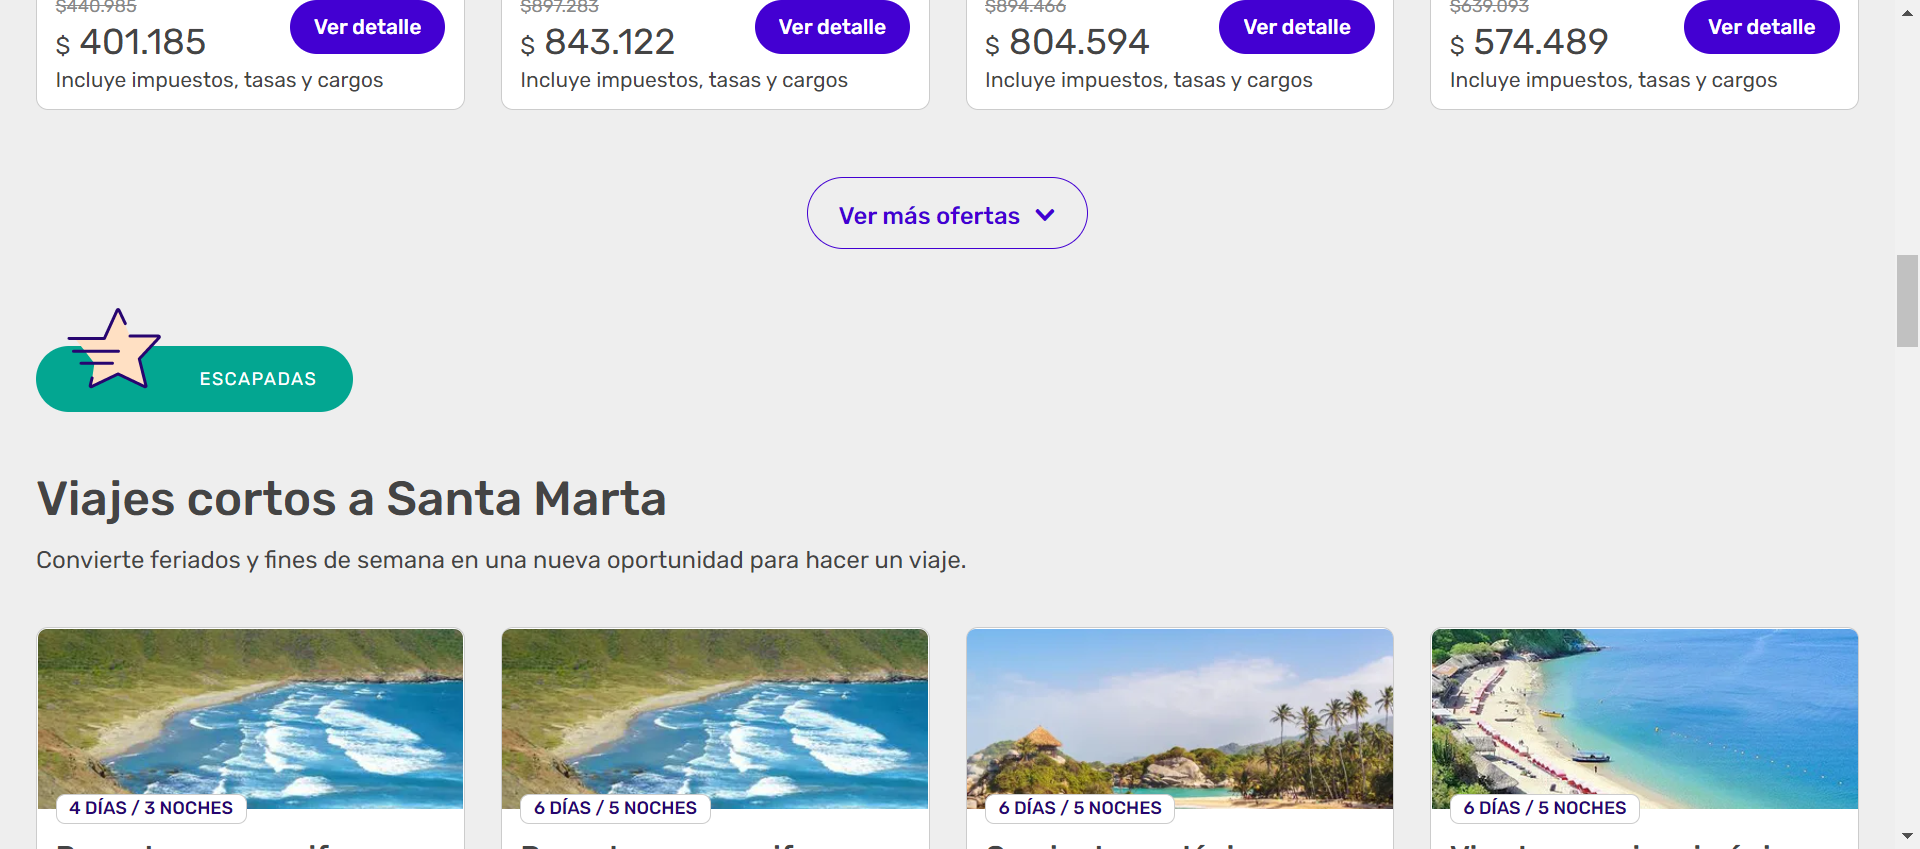 $440.985
$ 401.185
Ver detalle
Incluye impuestos, tasas y cargos
$897.283
$ 843.122
Ver detalle
Incluye impuestos, tasas y cargos
$894.466
$ 804.594
Ver detalle
Incluye impuestos, tasas y cargos
$639.093
$ 574.489
Ver detalle
Incluye impuestos, tasas y cargos
Ver más ofertas
ESCAPADAS
Viajes cortos a Santa Marta
Convierte feriados y fines de semana en una nueva oportunidad para hacer un viaje.
4 DÍAS / 3 NOCHES
6 DÍAS / 5 NOCHES
6 DÍAS / 5 NOCHES
6 DÍAS / 5 NOCHES